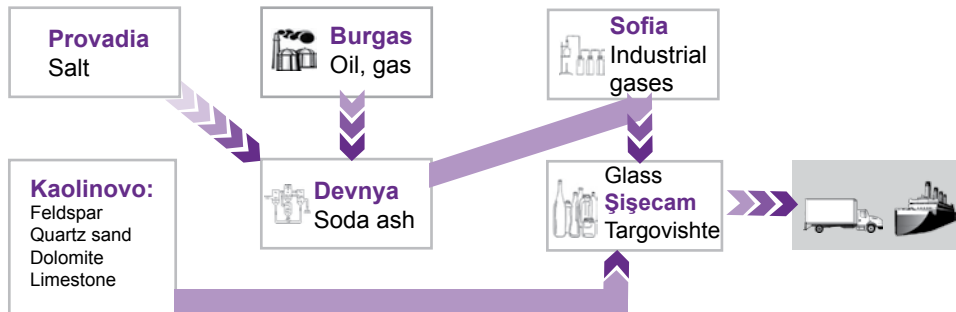 Provadia
Salt
Burgas
Oil, gas
Sofia
Industrial
gases
Kaolinovo:
Feldspar
Quartz sand
Dolomite
Limestone
Devnya
Soda ash
Glass
Şişecam
Targovishte